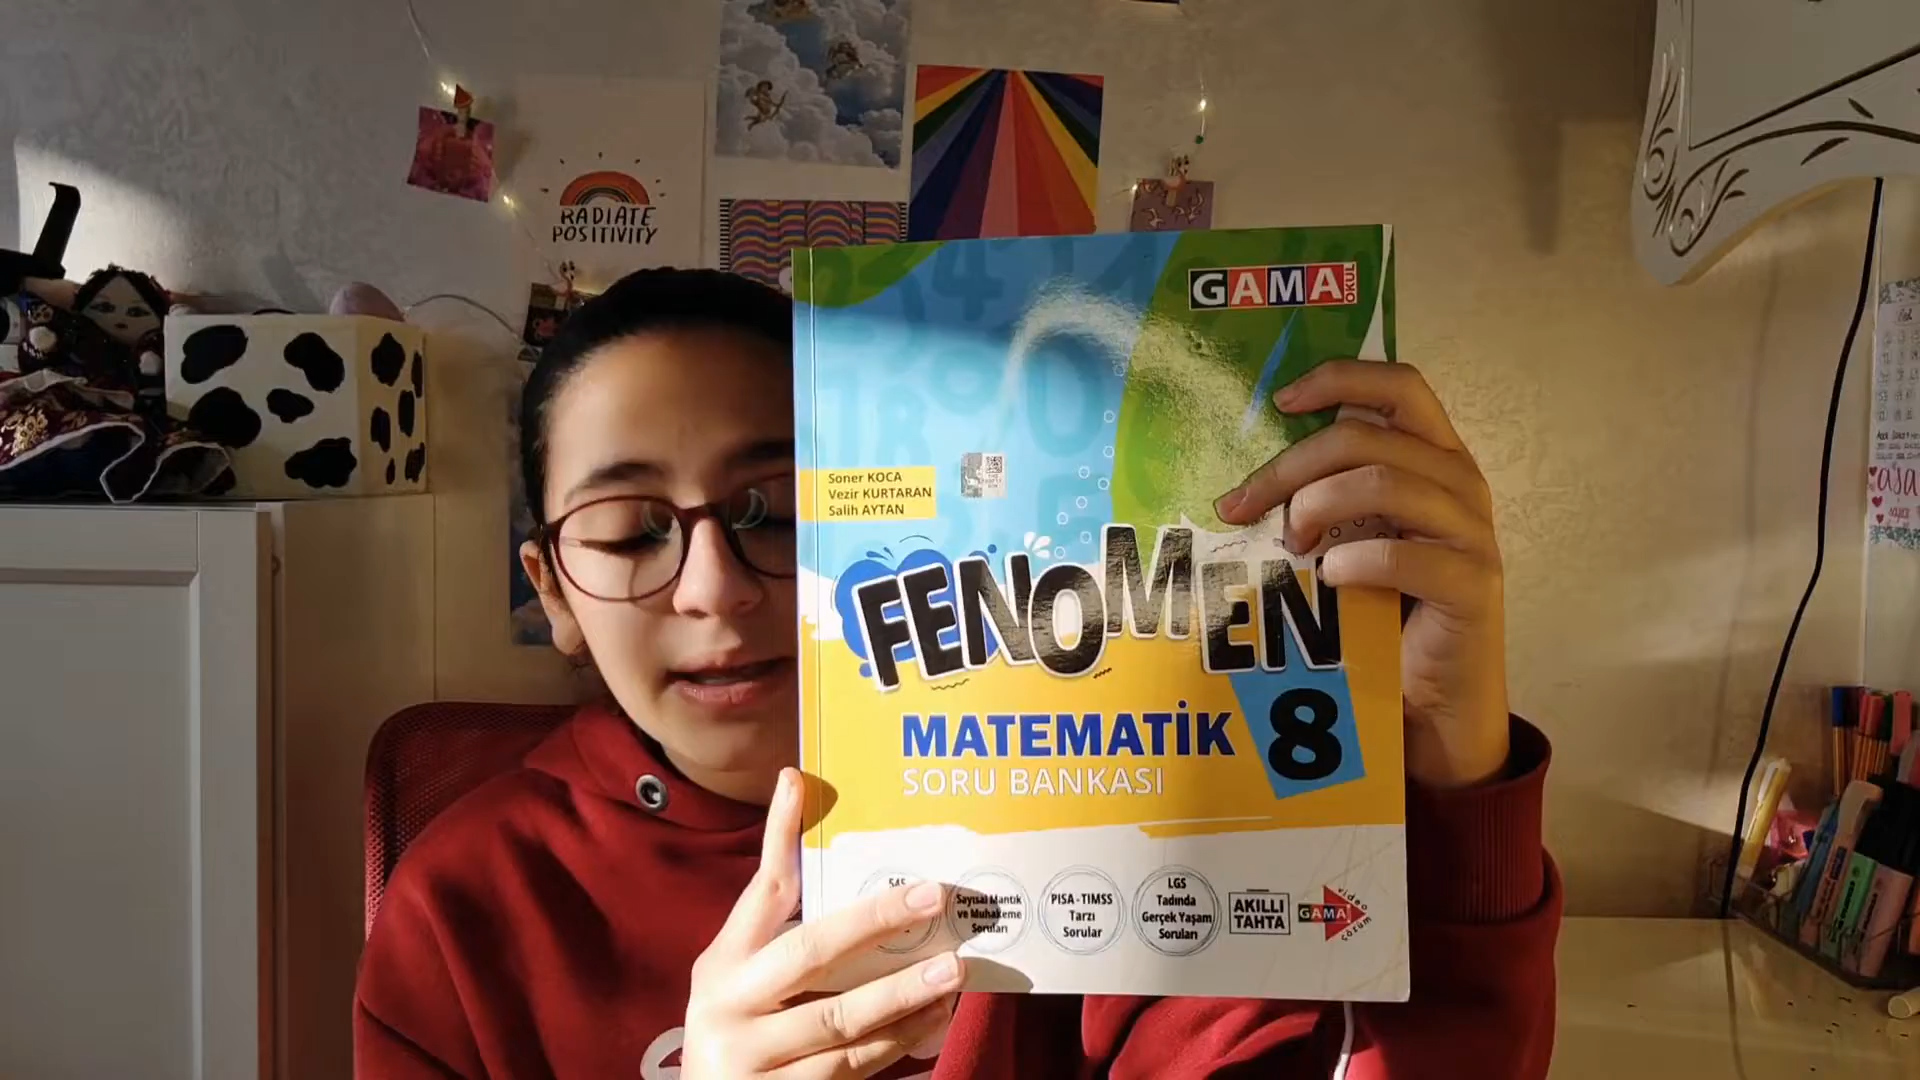 RADIATE
POSITIVITY
GAMA
OKUL
Soner KOCA
Vezir KURTARAN
Salih AYTAN
FENOMEN
MATEMATİK 8
SORU BANKASI
545
Sayısal Mantık
ve Muhakeme
Soruları
PISA - TIMSS
Tarzı
Sorular
LGS
Tadında
Gerçek Yaşam
Soruları
AKILLI
TAHTA
GAMA
video
çözüm